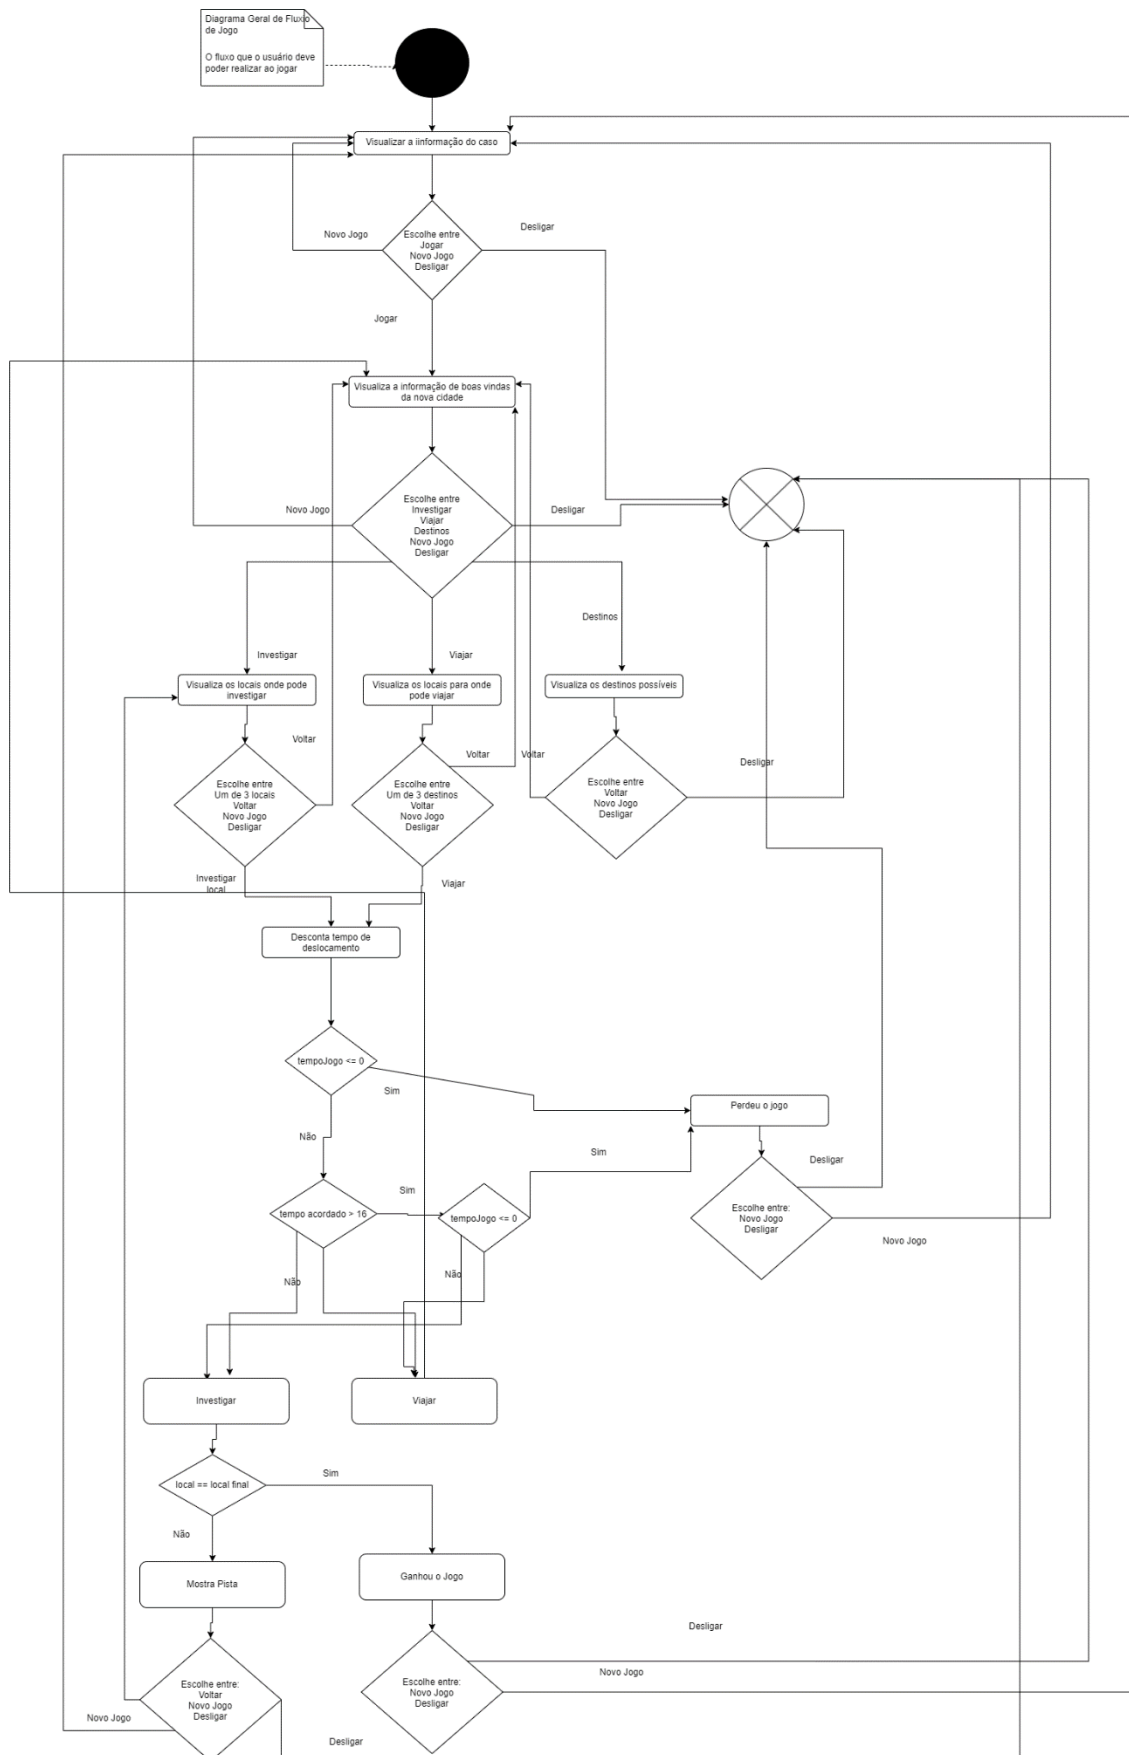 Diagrama Geral de Fluxo
de Jogo
O fluxo que o usuário deve
poder realizar ao jogar
Visualizar a iinformação do caso
Novo Jogo
Escolhe entre
Jogar
Novo Jogo
Desligar
Desligar
Jogar
Visualiza a informação de boas vindas
da nova cidade
Novo Jogo
Escolhe entre
Investigar
Viajar
Destinos
Novo Jogo
Desligar
Desligar
Destinos
Investigar
Viajar
Visualiza os locais onde pode
investigar
Visualiza os locais para onde
pode viajar
Visualiza os destinos possíveis
Voltar
Voltar
Voltar
Desligar
Escolhe entre
Um de 3 locais
Voltar
Novo Jogo
Desligar
Escolhe entre
Um de 3 destinos
Voltar
Novo Jogo
Desligar
Escolhe entre
Voltar
Novo Jogo
Desligar
Investigar
local
Viajar
Desconta tempo de
deslocamento
tempoJogo <= 0
Sim
Perdeu o jogo
Não
Sim
Desligar
Sim
tempo acordado > 16
tempoJogo <= 0
Escolhe entre:
Novo Jogo
Desligar
Novo Jogo
Não
Não
Investigar
Viajar
local == local final
Sim
Não
Mostra Pista
Ganhou o Jogo
Desligar
Novo Jogo
Escolhe entre:
Voltar
Novo Jogo
Desligar
Escolhe entre:
Novo Jogo
Desligar
Novo Jogo
Desligar